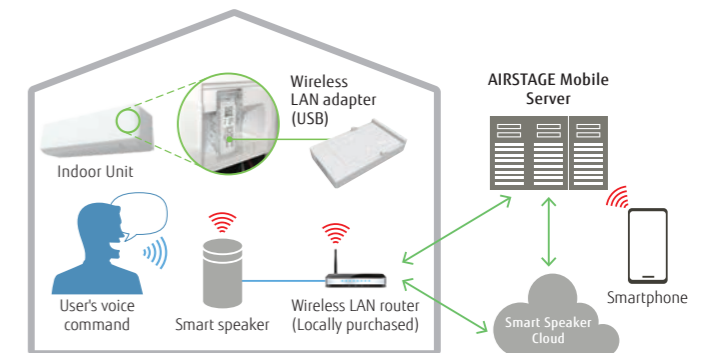 Wireless
LAN adapter
(USB)
AIRSTAGE Mobile
Server
Indoor Unit
User's voice
command
Smart speaker
Wireless LAN router
(Locally purchased)
Smart Speaker
Cloud
Smartphone